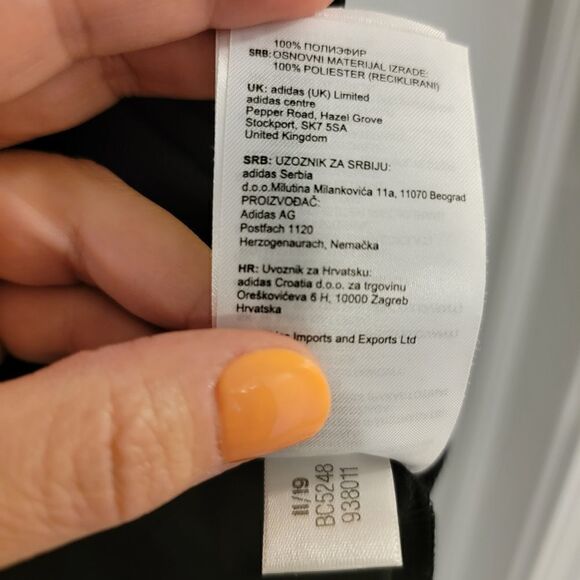 100% ПОЛИЭФИР
SRB: OSNOVNI MATERIJAL IZRADE:
100% POLIESTER (RECIKLIRANI)
UK: adidas (UK) Limited
adidas centre
Pepper Road, Hazel Grove
Stockport, SK7 5SA
United Kingdom
SRB: UZOZNIK ZA SRBIJU:
adidas Serbia
d.o.o.Milutina Milankovića 11a, 11070 Beograd
PROIZVOĐAČ:
Adidas AG
Postfach 1120
Herzogenaurach, Nemačka
HR: Uvoznik za Hrvatsku:
adidas Croatia d.o.o. za trgovinu
Oreškovićeva 6 H, 10000 Zagreb
Hrvatska
Imports and Exports Ltd
11/19
BC5248
938011